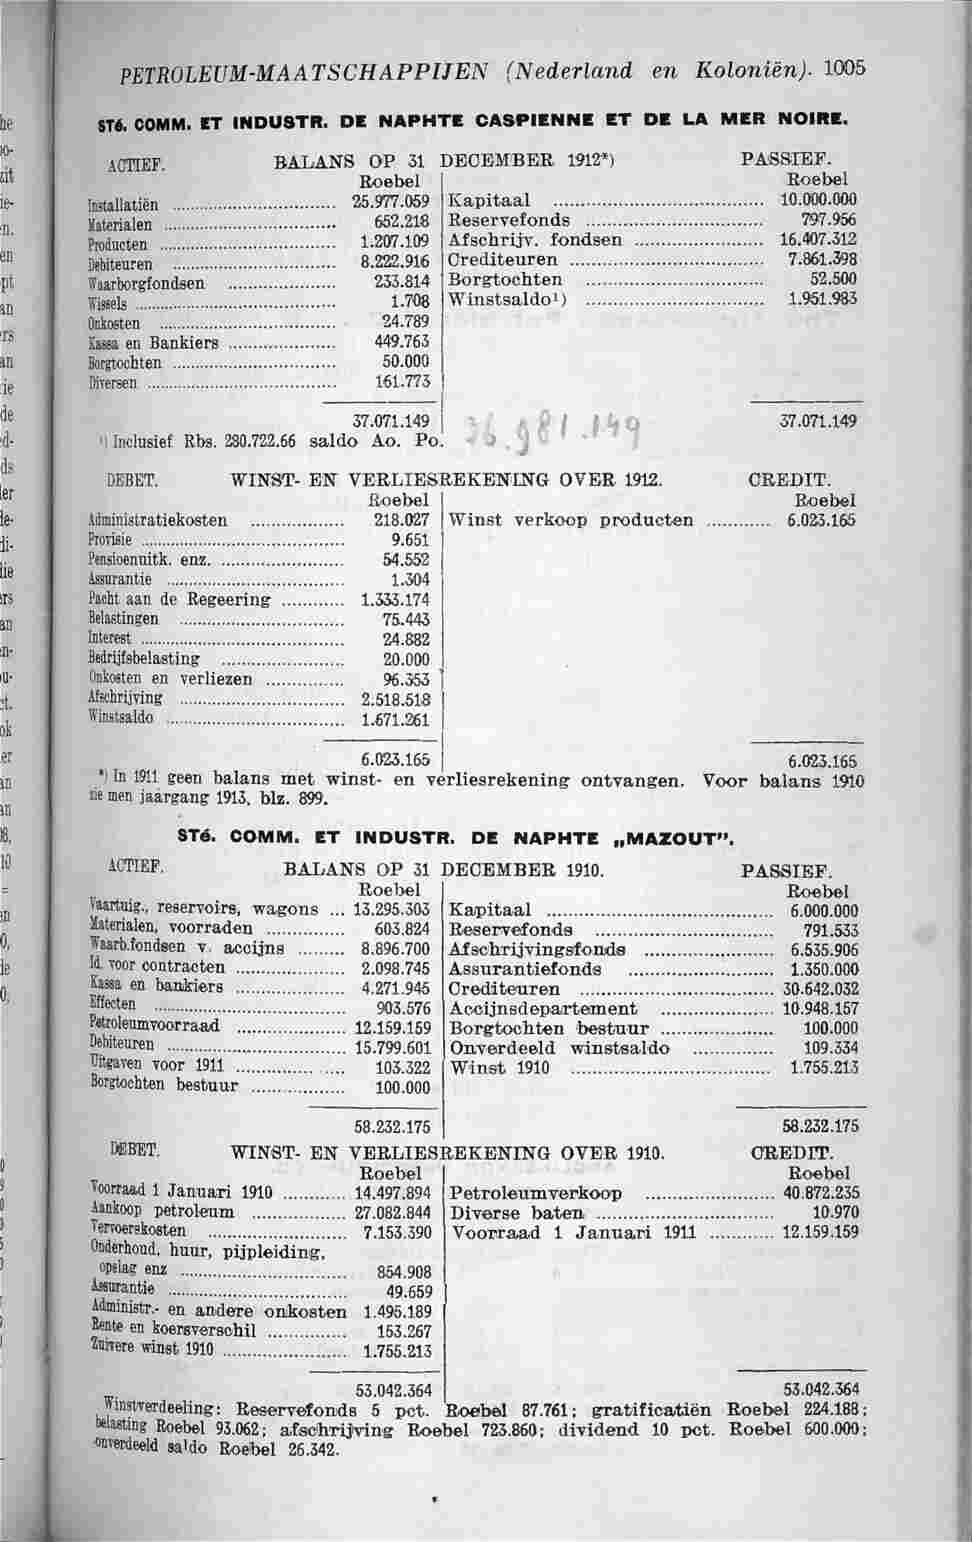 PETROLEUM-MAATSCHAPPIJEN (Nederland en Koloniën). 1005
STé. COMM. ET INDUSTR. DE NAPHTE CASPIENNE ET DE LA MER NOIRE.
ACTIEF. BALANS OP 31 DECEMBER 1912*) PASSIEF.
Roebel Roebel
Installatiën ................ 25.977.059 Kapitaal ................ 10.000.000
Materialen ................ 652.218 Reservefonds ................ 797.956
Producten ................ 1.207.109 Afschrijv. fondsen ................ 16.407.312
Debiteuren ................ 8.222.916 Crediteuren ................ 7.861.398
Waarborgfondsen ................ 233.814 Borgtochten ................ 52.500
Wissels ................ 1.708 Winstsaldo¹) ................ 1.951.983
Onkosten ................ 24.789
Kassa en Bankiers ................ 449.763
Borgtochten ................ 50.000
Diversen ................ 161.773
37.071.149 37.071.149
36.981.149
¹) Inclusief Rbs. 280.722.66 saldo Ao. Po.
DEBET. WINST- EN VERLIESREKENING OVER 1912. CREDIT.
Roebel Roebel
Administratiekosten ................ 218.027 Winst verkoop producten ............ 6.023.165
Provisie ................ 9.651
Pensioenuitk. enz. ................ 54.552
Assurantie ................ 1.304
Pacht aan de Regeering ............ 1.333.174
Belastingen ................ 75.443
Interest ................ 24.882
Bedrijfsbelasting ................ 20.000
Onkosten en verliezen ............... 96.353
Afschrijving ................ 2.518.518
Winstsaldo ................ 1.671.261
6.023.165 6.023.165
*) In 1911 geen balans met winst- en verliesrekening ontvangen. Voor balans 1910
zie men jaargang 1913, blz. 899.
STé. COMM. ET INDUSTR. DE NAPHTE „MAZOUT”.
ACTIEF. BALANS OP 31 DECEMBER 1910. PASSIEF.
Roebel Roebel
Vaartuig., reservoirs, wagons ... 13.295.303 Kapitaal ................ 6.000.000
Materialen, voorraden ............... 603.824 Reservefonds ................ 791.533
Waarb.fondsen v. accijns ......... 8.896.700 Afschrijvingsfonds ................ 6.535.906
Id. voor contracten ................ 2.098.745 Assurantiefonds ................ 1.350.000
Kassa en bankiers ................ 4.271.945 Crediteuren ................ 30.642.032
Effecten ................ 903.576 Accijnsdepartement ................ 10.948.157
Petroleumvoorraad ................ 12.159.159 Borgtochten bestuur ................ 100.000
Debiteuren ................ 15.799.601 Onverdeeld winstsaldo ............... 109.334
Uitgaven voor 1911 ................ 103.322 Winst 1910 ................ 1.755.213
Borgtochten bestuur ................ 100.000
58.232.175 58.232.175
DEBET. WINST- EN VERLIESREKENING OVER 1910. CREDIT.
Roebel Roebel
Voorraad 1 Januari 1910 ............ 14.497.894 Petroleumverkoop ................ 40.872.235
Aankoop petroleum ................ 27.082.844 Diverse baten ................ 10.970
Vervoerskosten ................ 7.153.390 Voorraad 1 Januari 1911 ............ 12.159.159
Onderhoud, huur, pijpleiding,
opslag enz ................ 854.908
Assurantie ................ 49.659
Administr.- en andere onkosten 1.495.189
Rente en koersverschil ............... 153.267
Zuivere winst 1910 ................ 1.755.213
53.042.364 53.042.364
Winstverdeeling: Reservefonds 5 pct. Roebel 87.761; gratificatiën Roebel 224.188;
belasting Roebel 93.062; afschrijving Roebel 723.860; dividend 10 pct. Roebel 600.000;
onverdeeld saldo Roebel 26.342.